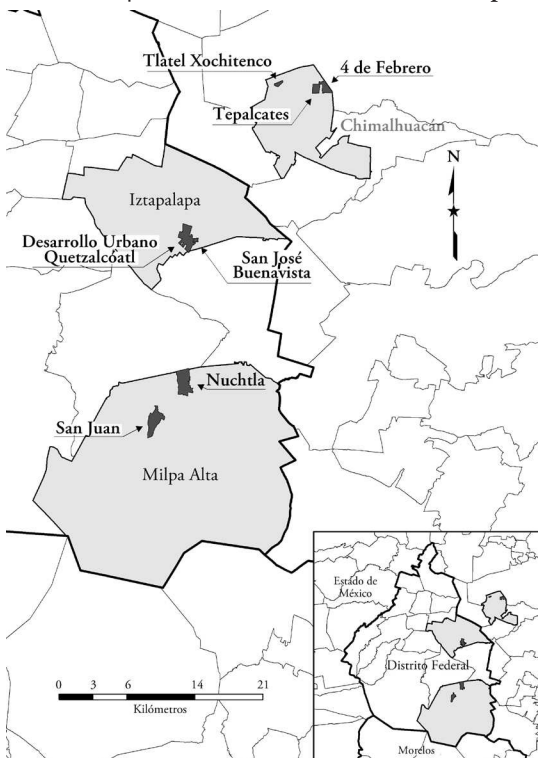 Tlatel Xochitenco
4 de Febrero
Tepalcates
Chimalhuacán
N
Iztapalapa
Desarrollo Urbano
Quetzalcóatl
San José
Buenavista
Nuchtla
San Juan
Milpa Alta
Estado de
México
Distrito Federal
Morelos
0 3 6 14 21
Kilómetros